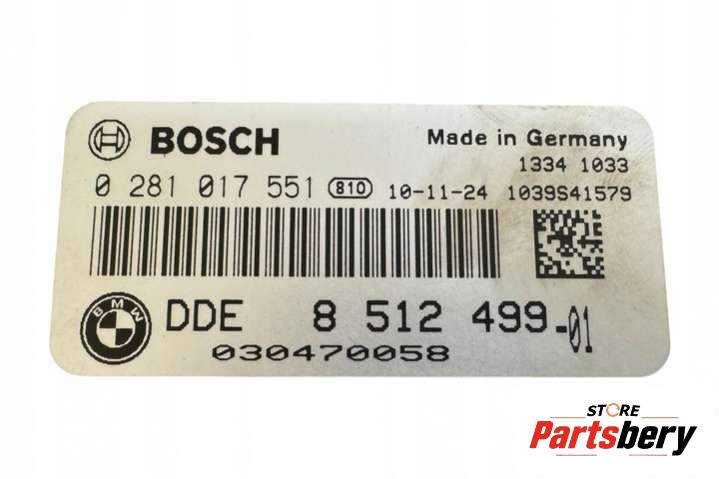 BOSCH Made in Germany
1334 1033
0 281 017 551 810 10-11-24 1039S41579
BMW DDE 8 512 499-01
030470058
STORE
Partsbery